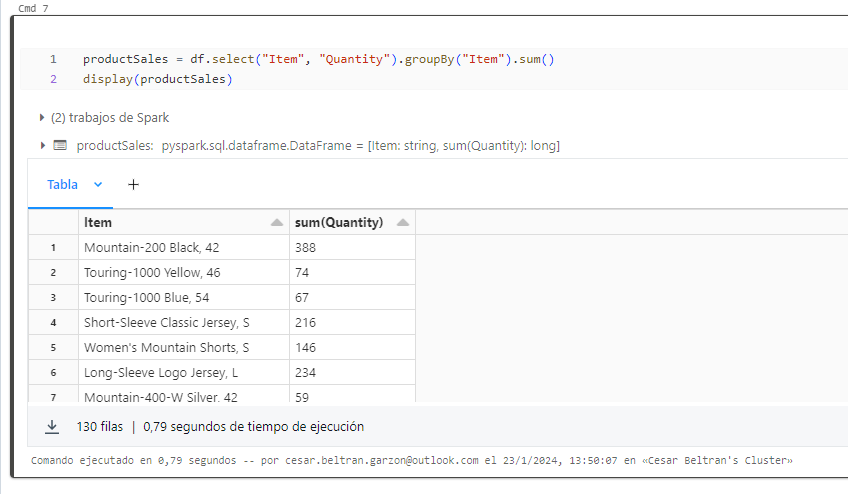 Cmd 7
1 productSales = df.select("Item", "Quantity").groupBy("Item").sum()
2 display(productSales)
(2) trabajos de Spark
productSales: pyspark.sql.dataframe.DataFrame = [Item: string, sum(Quantity): long]
Tabla +
Item sum(Quantity)
1 Mountain-200 Black, 42 388
2 Touring-1000 Yellow, 46 74
3 Touring-1000 Blue, 54 67
4 Short-Sleeve Classic Jersey, S 216
5 Women's Mountain Shorts, S 146
6 Long-Sleeve Logo Jersey, L 234
7 Mountain-400-W Silver, 42 59
130 filas | 0,79 segundos de tiempo de ejecución
Comando ejecutado en 0,79 segundos -- por cesar.beltran.garzon@outlook.com el 23/1/2024, 13:50:07 en «Cesar Beltran's Cluster»